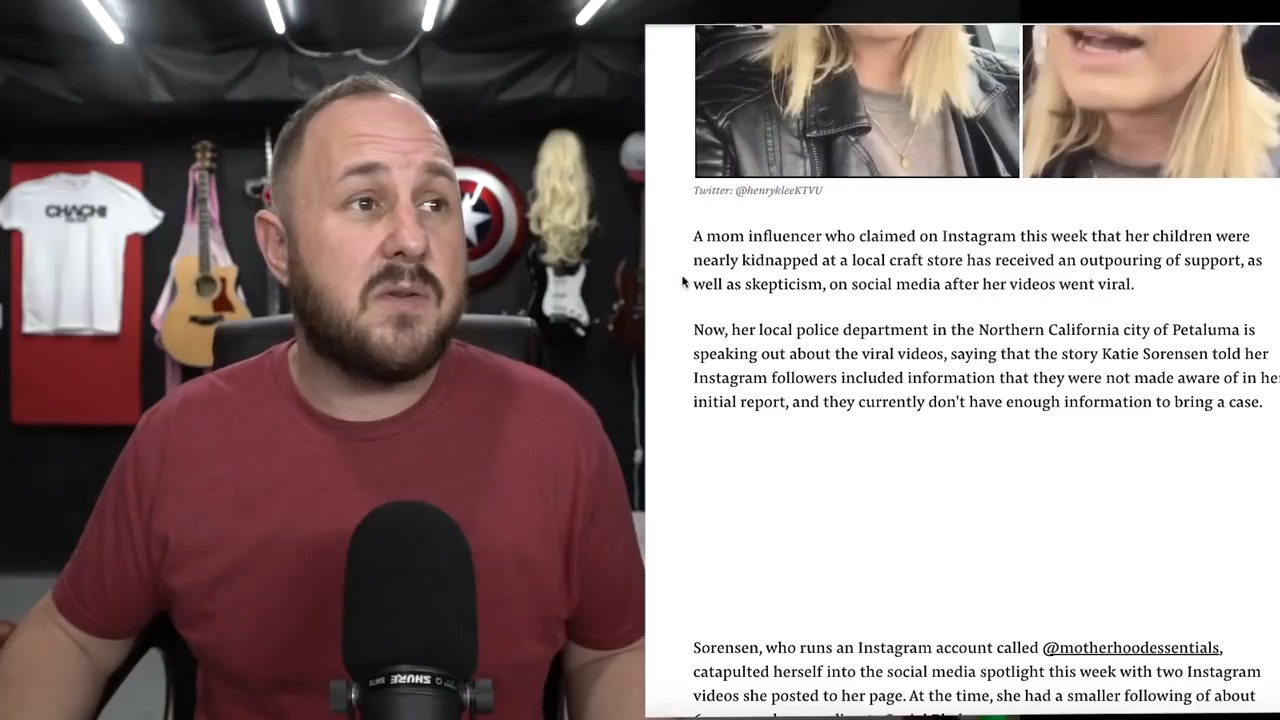 CHACHI
Twitter: @henrykleeKTVU
A mom influencer who claimed on Instagram this week that her children were
nearly kidnapped at a local craft store has received an outpouring of support, as
well as skepticism, on social media after her videos went viral.
Now, her local police department in the Northern California city of Petaluma is
speaking out about the viral videos, saying that the story Katie Sorensen told her
Instagram followers included information that they were not made aware of in he
initial report, and they currently don't have enough information to bring a case.
Sorensen, who runs an Instagram account called @motherhoodessentials,
catapulted herself into the social media spotlight this week with two Instagram
videos she posted to her page. At the time, she had a smaller following of about
SHURE